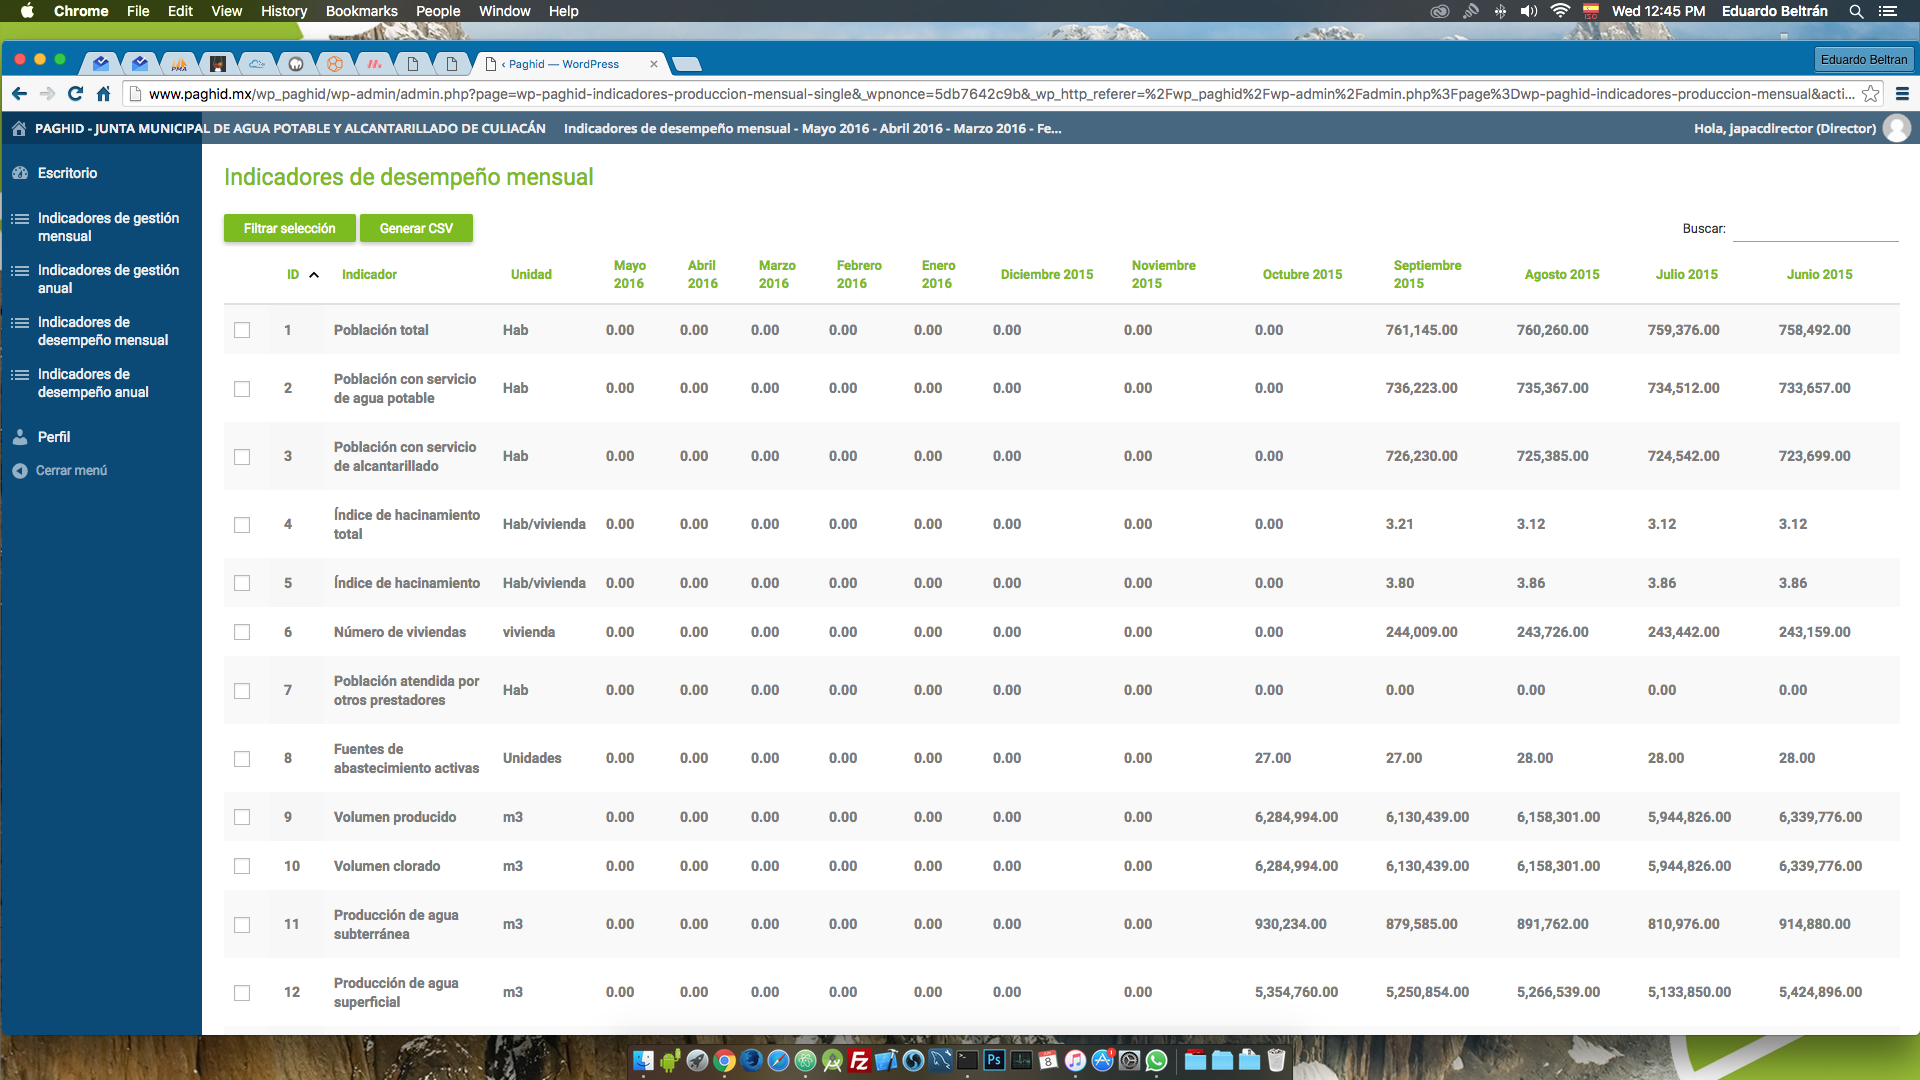 Chrome File Edit View History Bookmarks People Window Help Wed 12:45 PM Eduardo Beltrán
ISO
PMA ‹ Paghid — WordPress Eduardo Beltran
www.paghid.mx/wp_paghid/wp-admin/admin.php?page=wp-paghid-indicadores-produccion-mensual-single&_wpnonce=5db7642c9b&_wp_http_referer=%2Fwp_paghid%2Fwp-admin%2Fadmin.php%3Fpage%3Dwp-paghid-indicadores-produccion-mensual&acti...
PAGHID - JUNTA MUNICIPAL DE AGUA POTABLE Y ALCANTARILLADO DE CULIACÁN Indicadores de desempeño mensual - Mayo 2016 - Abril 2016 - Marzo 2016 - Fe... Hola, japacdirector (Director)
Escritorio
Indicadores de gestión
mensual
Indicadores de gestión
anual
Indicadores de
desempeño mensual
Indicadores de
desempeño anual
Perfil
Cerrar menú
Indicadores de desempeño mensual
Filtrar selección Generar CSV Buscar:
ID Indicador Unidad Mayo 2016 Abril 2016 Marzo 2016 Febrero 2016 Enero 2016 Diciembre 2015 Noviembre 2015 Octubre 2015 Septiembre 2015 Agosto 2015 Julio 2015 Junio 2015
1 Población total Hab 0.00 0.00 0.00 0.00 0.00 0.00 0.00 0.00 761,145.00 760,260.00 759,376.00 758,492.00
2 Población con servicio de agua potable Hab 0.00 0.00 0.00 0.00 0.00 0.00 0.00 0.00 736,223.00 735,367.00 734,512.00 733,657.00
3 Población con servicio de alcantarillado Hab 0.00 0.00 0.00 0.00 0.00 0.00 0.00 0.00 726,230.00 725,385.00 724,542.00 723,699.00
4 Índice de hacinamiento total Hab/vivienda 0.00 0.00 0.00 0.00 0.00 0.00 0.00 0.00 3.21 3.12 3.12 3.12
5 Índice de hacinamiento Hab/vivienda 0.00 0.00 0.00 0.00 0.00 0.00 0.00 0.00 3.80 3.86 3.86 3.86
6 Número de viviendas vivienda 0.00 0.00 0.00 0.00 0.00 0.00 0.00 0.00 244,009.00 243,726.00 243,442.00 243,159.00
7 Población atendida por otros prestadores Hab 0.00 0.00 0.00 0.00 0.00 0.00 0.00 0.00 0.00 0.00 0.00 0.00
8 Fuentes de abastecimiento activas Unidades 0.00 0.00 0.00 0.00 0.00 0.00 0.00 27.00 27.00 28.00 28.00 28.00
9 Volumen producido m3 0.00 0.00 0.00 0.00 0.00 0.00 0.00 6,284,994.00 6,130,439.00 6,158,301.00 5,944,826.00 6,339,776.00
10 Volumen clorado m3 0.00 0.00 0.00 0.00 0.00 0.00 0.00 6,284,994.00 6,130,439.00 6,158,301.00 5,944,826.00 6,339,776.00
11 Producción de agua subterránea m3 0.00 0.00 0.00 0.00 0.00 0.00 0.00 930,234.00 879,585.00 891,762.00 810,976.00 914,880.00
12 Producción de agua superficial m3 0.00 0.00 0.00 0.00 0.00 0.00 0.00 5,354,760.00 5,250,854.00 5,266,539.00 5,133,850.00 5,424,896.00
Fz Ps 8 1